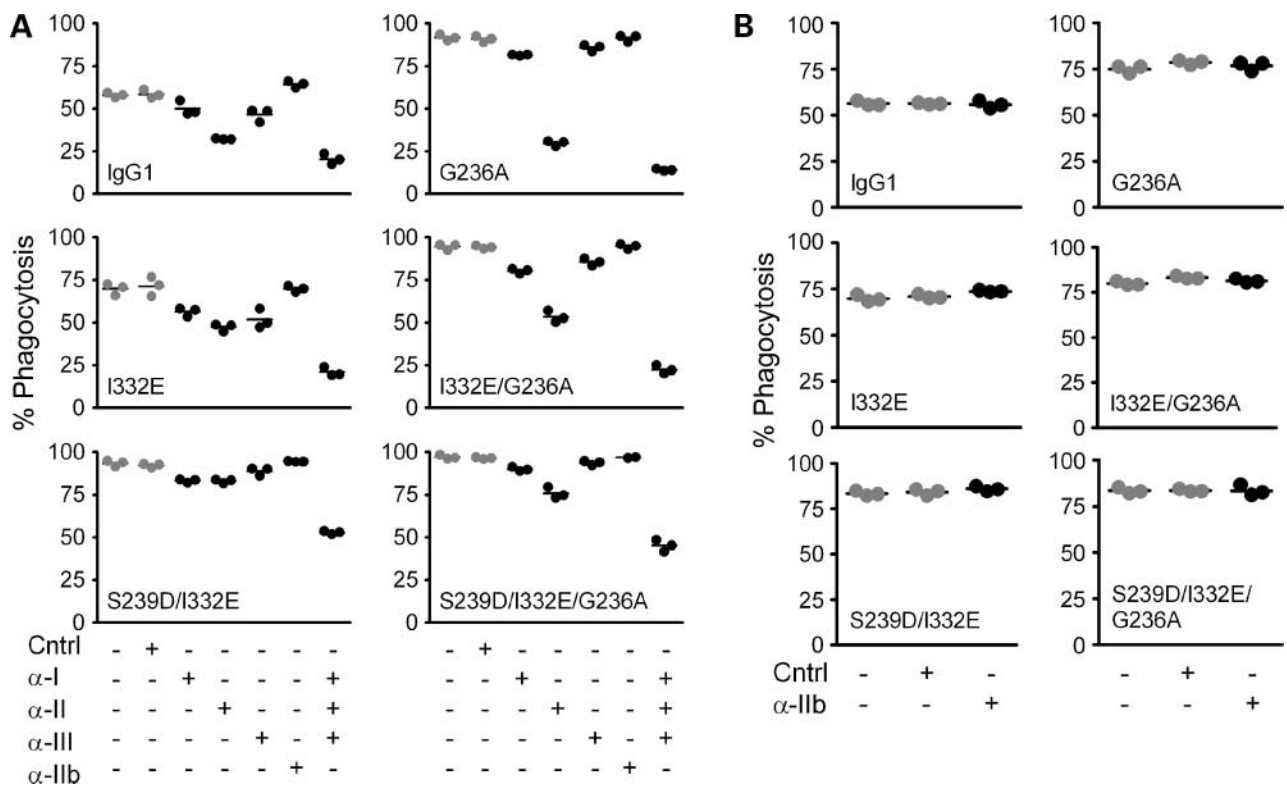 A
% Phagocytosis
100
75
50
25
0
IgG1
100
75
50
25
0
G236A
100
75
50
25
0
I332E
100
75
50
25
0
I332E/G236A
100
75
50
25
0
S239D/I332E
100
75
50
25
0
S239D/I332E/G236A
Cntrl - + - - - - - - + - - - - -
α-I - - + - - - + - - + - - - +
α-II - - - + - - + - - - + - - +
α-III - - - - + - + - - - - + - +
α-IIb - - - - - + - - - - - - + -
B
% Phagocytosis
100
75
50
25
0
IgG1
100
75
50
25
0
G236A
100
75
50
25
0
I332E
100
75
50
25
0
I332E/G236A
100
75
50
25
0
S239D/I332E
100
75
50
25
0
S239D/I332E/
G236A
Cntrl - + - - + -
α-IIb - - + - - +